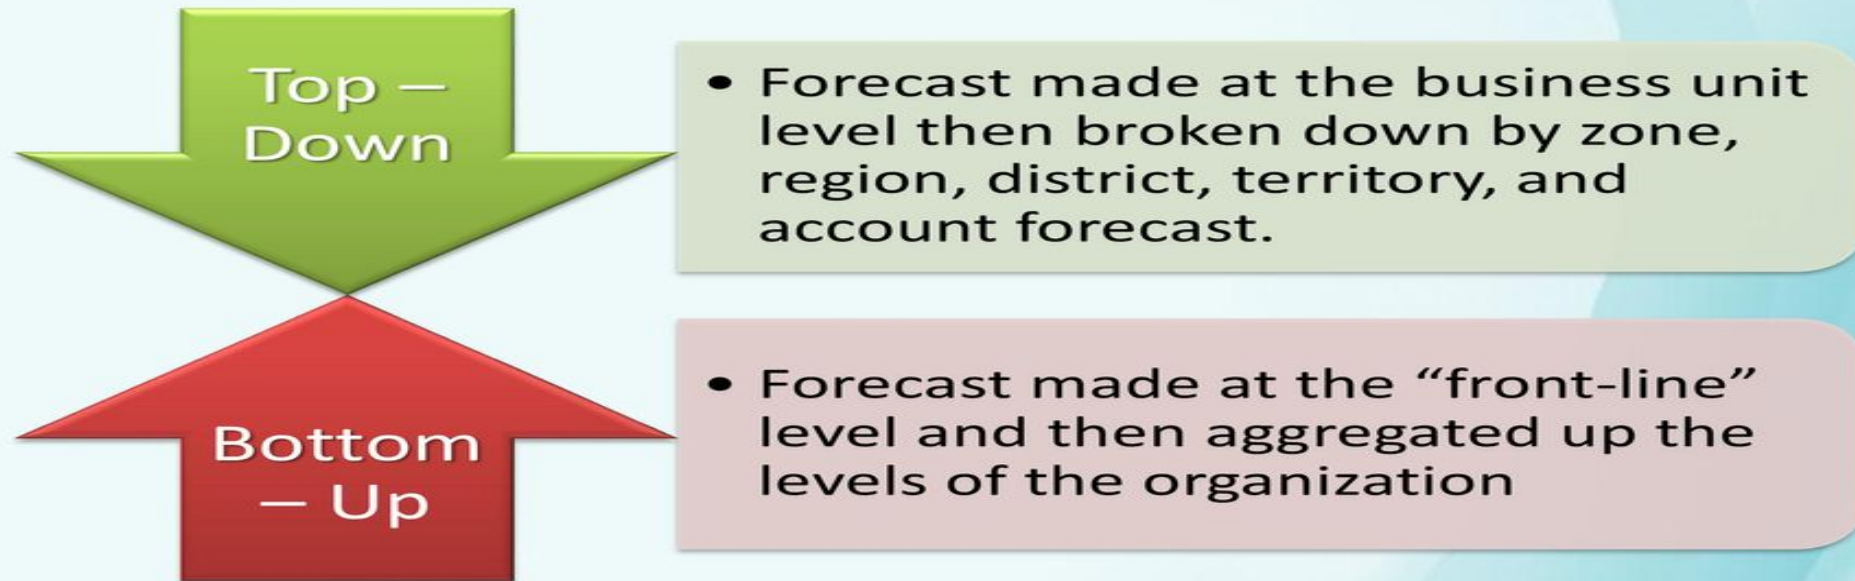 Top –
Down
• Forecast made at the business unit
level then broken down by zone,
region, district, territory, and
account forecast.
Bottom
– Up
• Forecast made at the “front-line”
level and then aggregated up the
levels of the organization